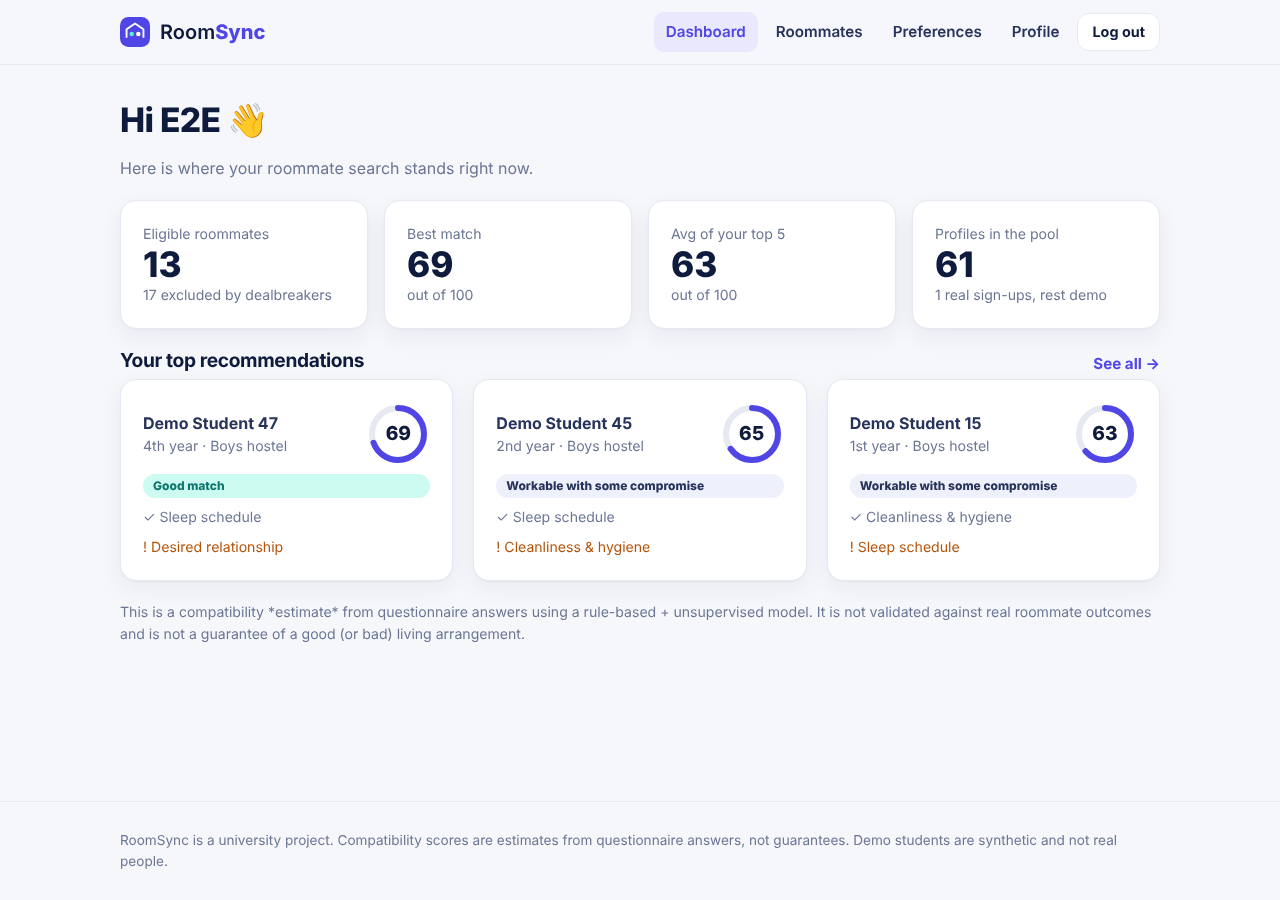 RoomSync
Dashboard
Roommates
Preferences
Profile
Log out
Hi E2E 👋
Here is where your roommate search stands right now.
Eligible roommates
13
17 excluded by dealbreakers
Best match
69
out of 100
Avg of your top 5
63
out of 100
Profiles in the pool
61
1 real sign-ups, rest demo
Your top recommendations
See all →
Demo Student 47
4th year · Boys hostel
69
Good match
✓ Sleep schedule
! Desired relationship
Demo Student 45
2nd year · Boys hostel
65
Workable with some compromise
✓ Sleep schedule
! Cleanliness & hygiene
Demo Student 15
1st year · Boys hostel
63
Workable with some compromise
✓ Cleanliness & hygiene
! Sleep schedule
This is a compatibility *estimate* from questionnaire answers using a rule-based + unsupervised model. It is not validated against real roommate outcomes
and is not a guarantee of a good (or bad) living arrangement.
RoomSync is a university project. Compatibility scores are estimates from questionnaire answers, not guarantees. Demo students are synthetic and not real
people.